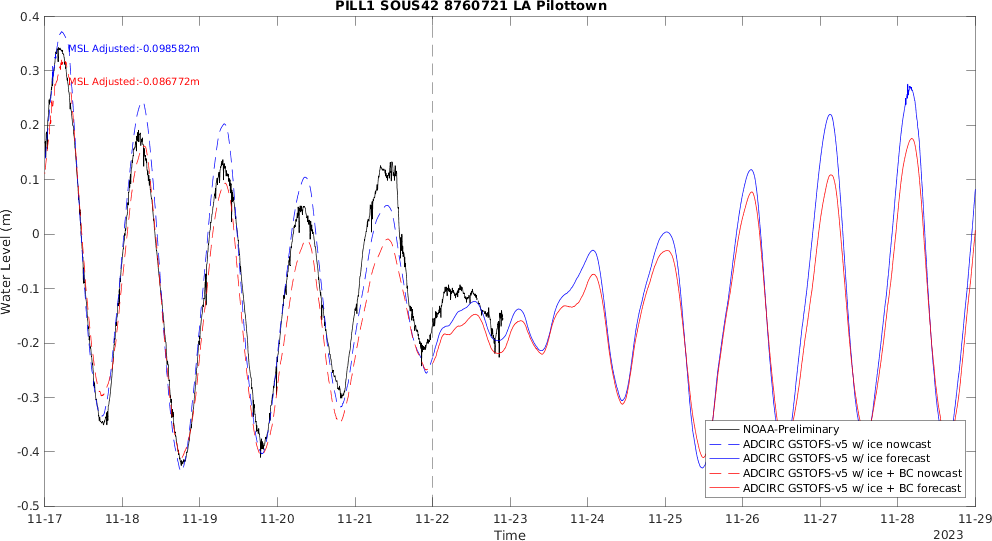 PILL1 SOUS42 8760721 LA Pilottown
MSL Adjusted:-0.098582m
MSL Adjusted:-0.086772m
0.4
0.3
0.2
0.1
0
-0.1
-0.2
-0.3
-0.4
-0.5
Water Level (m)
NOAA-Preliminary
ADCIRC GSTOFS-v5 w/ ice nowcast
ADCIRC GSTOFS-v5 w/ ice forecast
ADCIRC GSTOFS-v5 w/ ice + BC nowcast
ADCIRC GSTOFS-v5 w/ ice + BC forecast
11-17 11-18 11-19 11-20 11-21 11-22 11-23 11-24 11-25 11-26 11-27 11-28 11-29
Time
2023